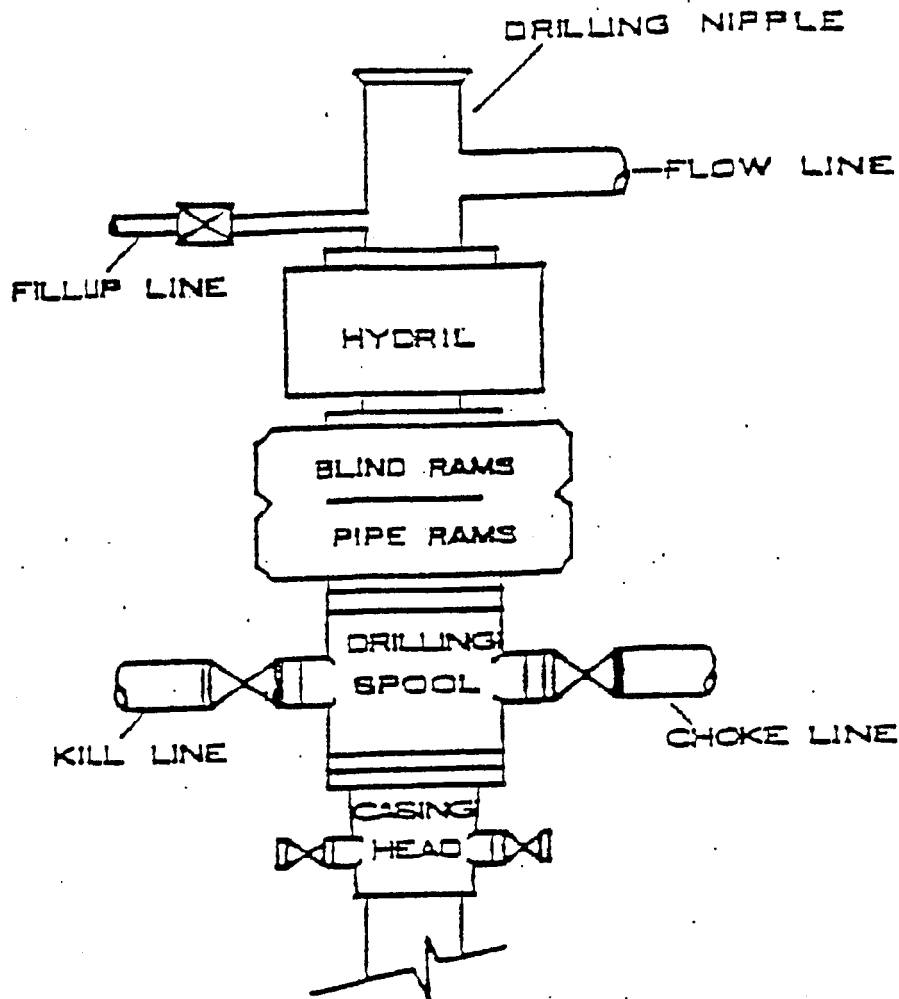 DRILLING NIPPLE
FLOW LINE
FILLUP LINE
HYDRIL
BLIND RAMS
PIPE RAMS
DRILLING
SPOOL
KILL LINE
CHOKE LINE
CASING
HEAD